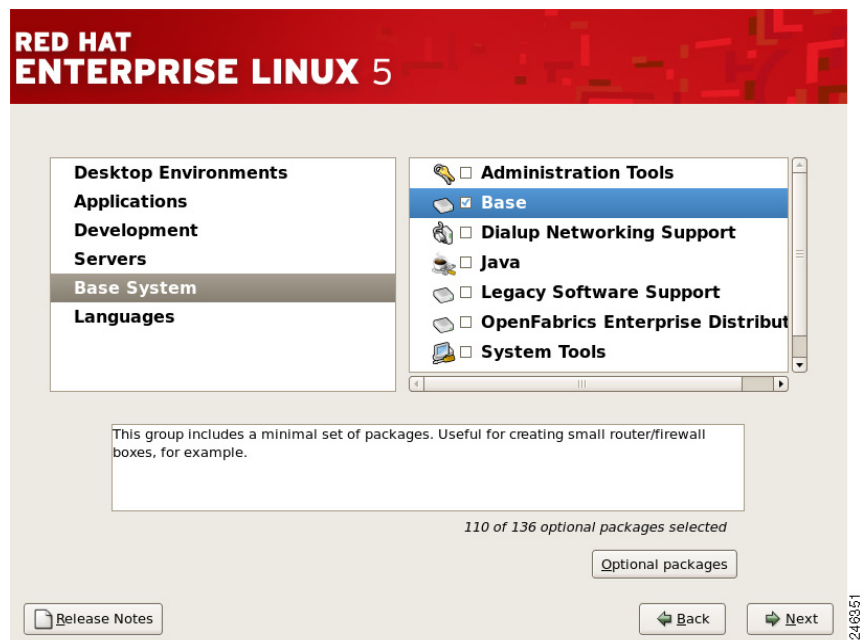 RED HAT
ENTERPRISE LINUX 5
Desktop Environments
Applications
Development
Servers
Base System
Languages
Administration Tools
Base
Dialup Networking Support
Java
Legacy Software Support
OpenFabrics Enterprise Distribut
System Tools
This group includes a minimal set of packages. Useful for creating small router/firewall
boxes, for example.
110 of 136 optional packages selected
Optional packages
Release Notes
Back
Next
246351